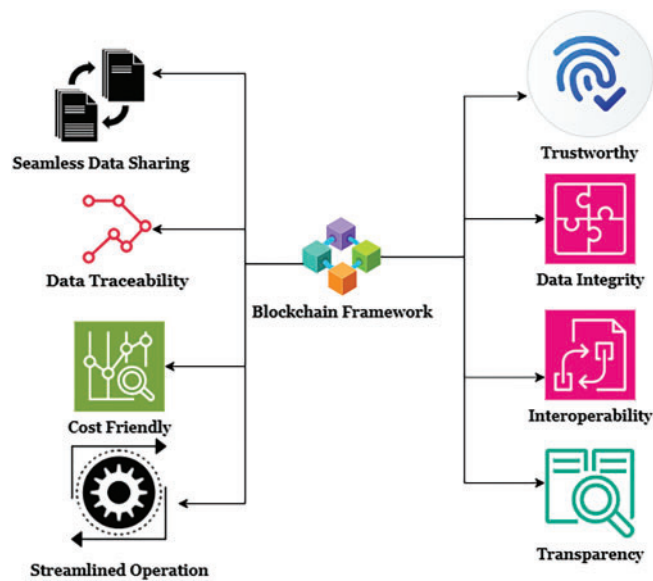 Seamless Data Sharing
Data Traceability
Cost Friendly
Streamlined Operation
Blockchain Framework
Trustworthy
Data Integrity
Interoperability
Transparency